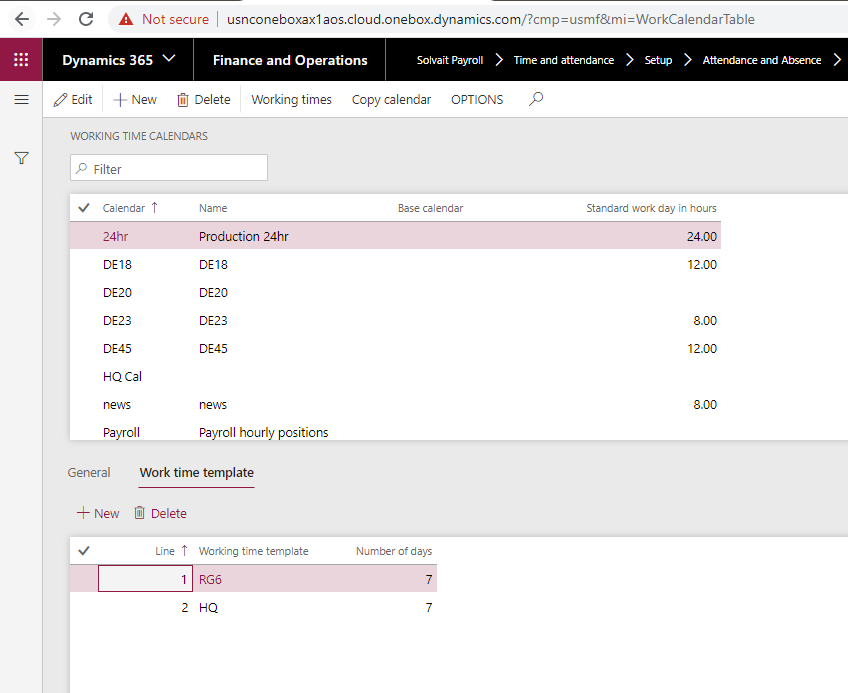 Not secure | usnconeboxax1aos.cloud.onebox.dynamics.com/?cmp=usmf&mi=WorkCalendarTable
Dynamics 365 Finance and Operations Solvait Payroll > Time and attendance > Setup > Attendance and Absence >
Edit + New Delete Working times Copy calendar OPTIONS
WORKING TIME CALENDARS
Filter
Calendar ↑ Name Base calendar Standard work day in hours
24hr Production 24hr 24.00
DE18 DE18 12.00
DE20 DE20
DE23 DE23 8.00
DE45 DE45 12.00
HQ Cal
news news 8.00
Payroll Payroll hourly positions
General Work time template
+ New Delete
Line ↑ Working time template Number of days
1 RG6 7
2 HQ 7